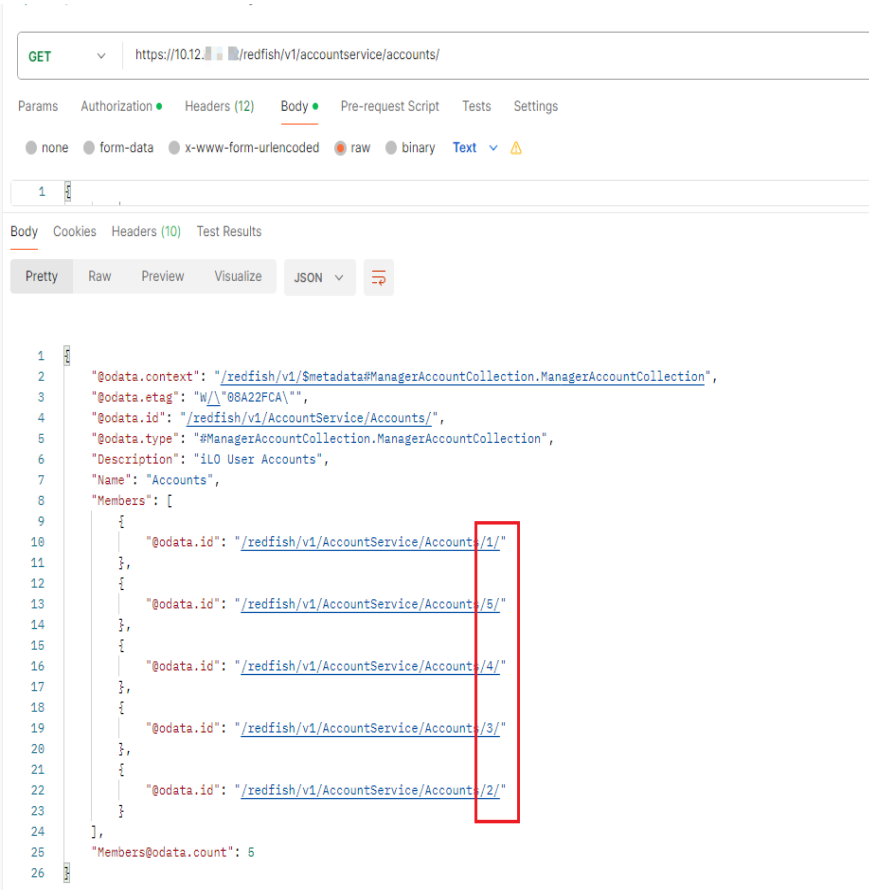 GET https://10.12. /redfish/v1/accountservice/accounts/
Params Authorization Headers (12) Body Pre-request Script Tests Settings
none form-data x-www-form-urlencoded raw binary Text
1 {
Body Cookies Headers (10) Test Results
Pretty Raw Preview Visualize JSON
1 {
2 "@odata.context": "/redfish/v1/$metadata#ManagerAccountCollection.ManagerAccountCollection",
3 "@odata.etag": "W/\"08A22FCA\"",
4 "@odata.id": "/redfish/v1/AccountService/Accounts/",
5 "@odata.type": "#ManagerAccountCollection.ManagerAccountCollection",
6 "Description": "iLO User Accounts",
7 "Name": "Accounts",
8 "Members": [
9 {
10 "@odata.id": "/redfish/v1/AccountService/Accounts/1/"
11 },
12 {
13 "@odata.id": "/redfish/v1/AccountService/Accounts/5/"
14 },
15 {
16 "@odata.id": "/redfish/v1/AccountService/Accounts/4/"
17 },
18 {
19 "@odata.id": "/redfish/v1/AccountService/Accounts/3/"
20 },
21 {
22 "@odata.id": "/redfish/v1/AccountService/Accounts/2/"
23 }
24 ],
25 "Members@odata.count": 5
26 }